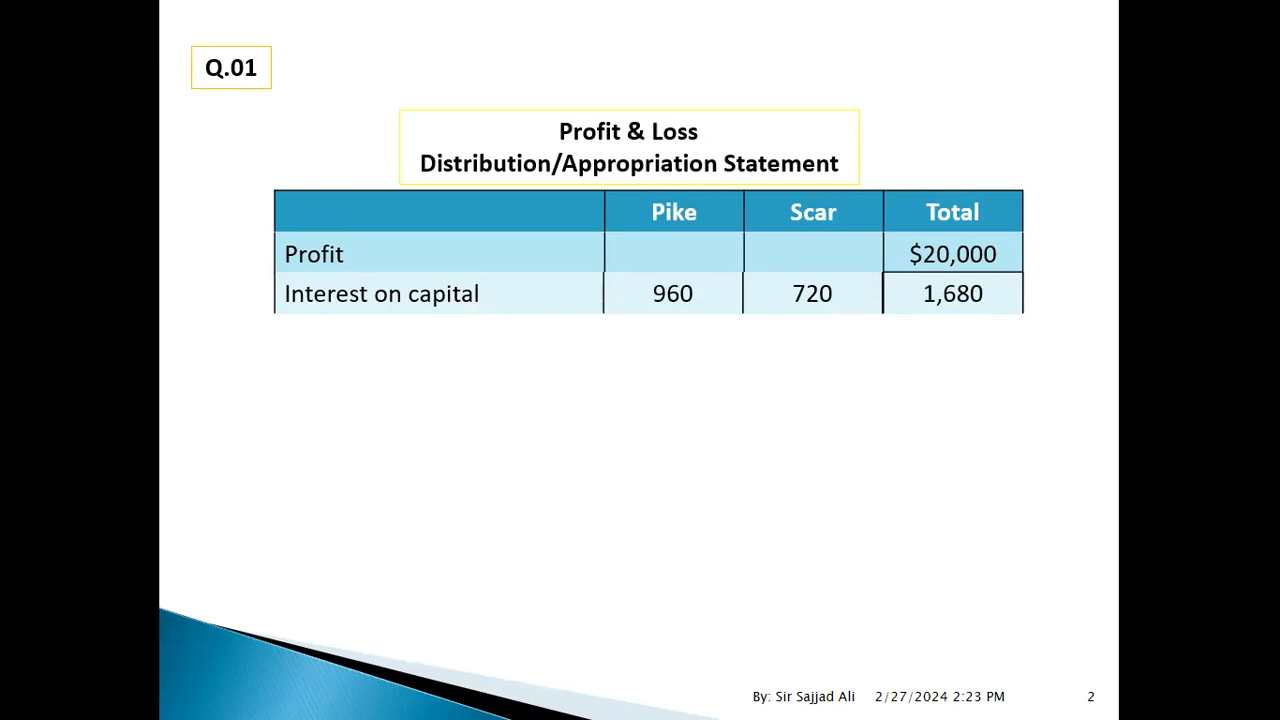 Q.01
Profit & Loss
Distribution/Appropriation Statement
Pike Scar Total
Profit $20,000
Interest on capital 960 720 1,680
By: Sir Sajjad Ali 2/27/2024 2:23 PM 2